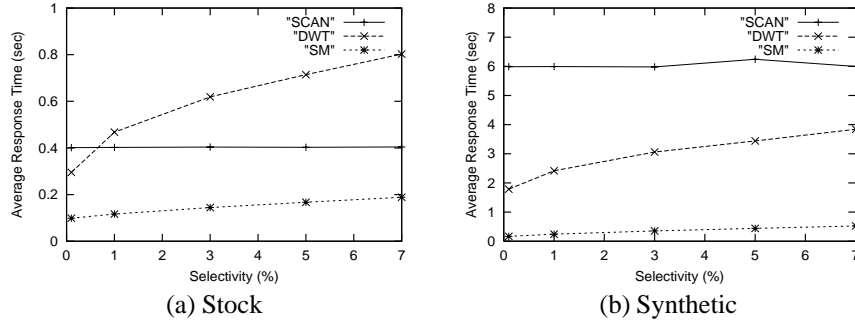 1
0.8
0.6
0.4
0.2
0
Average Response Time (sec)
"SCAN"
"DWT"
"SM"
0 1 2 3 4 5 6 7
Selectivity (%)
(a) Stock
8
7
6
5
4
3
2
1
0
Average Response Time (sec)
"SCAN"
"DWT"
"SM"
0 1 2 3 4 5 6 7
Selectivity (%)
(b) Synthetic